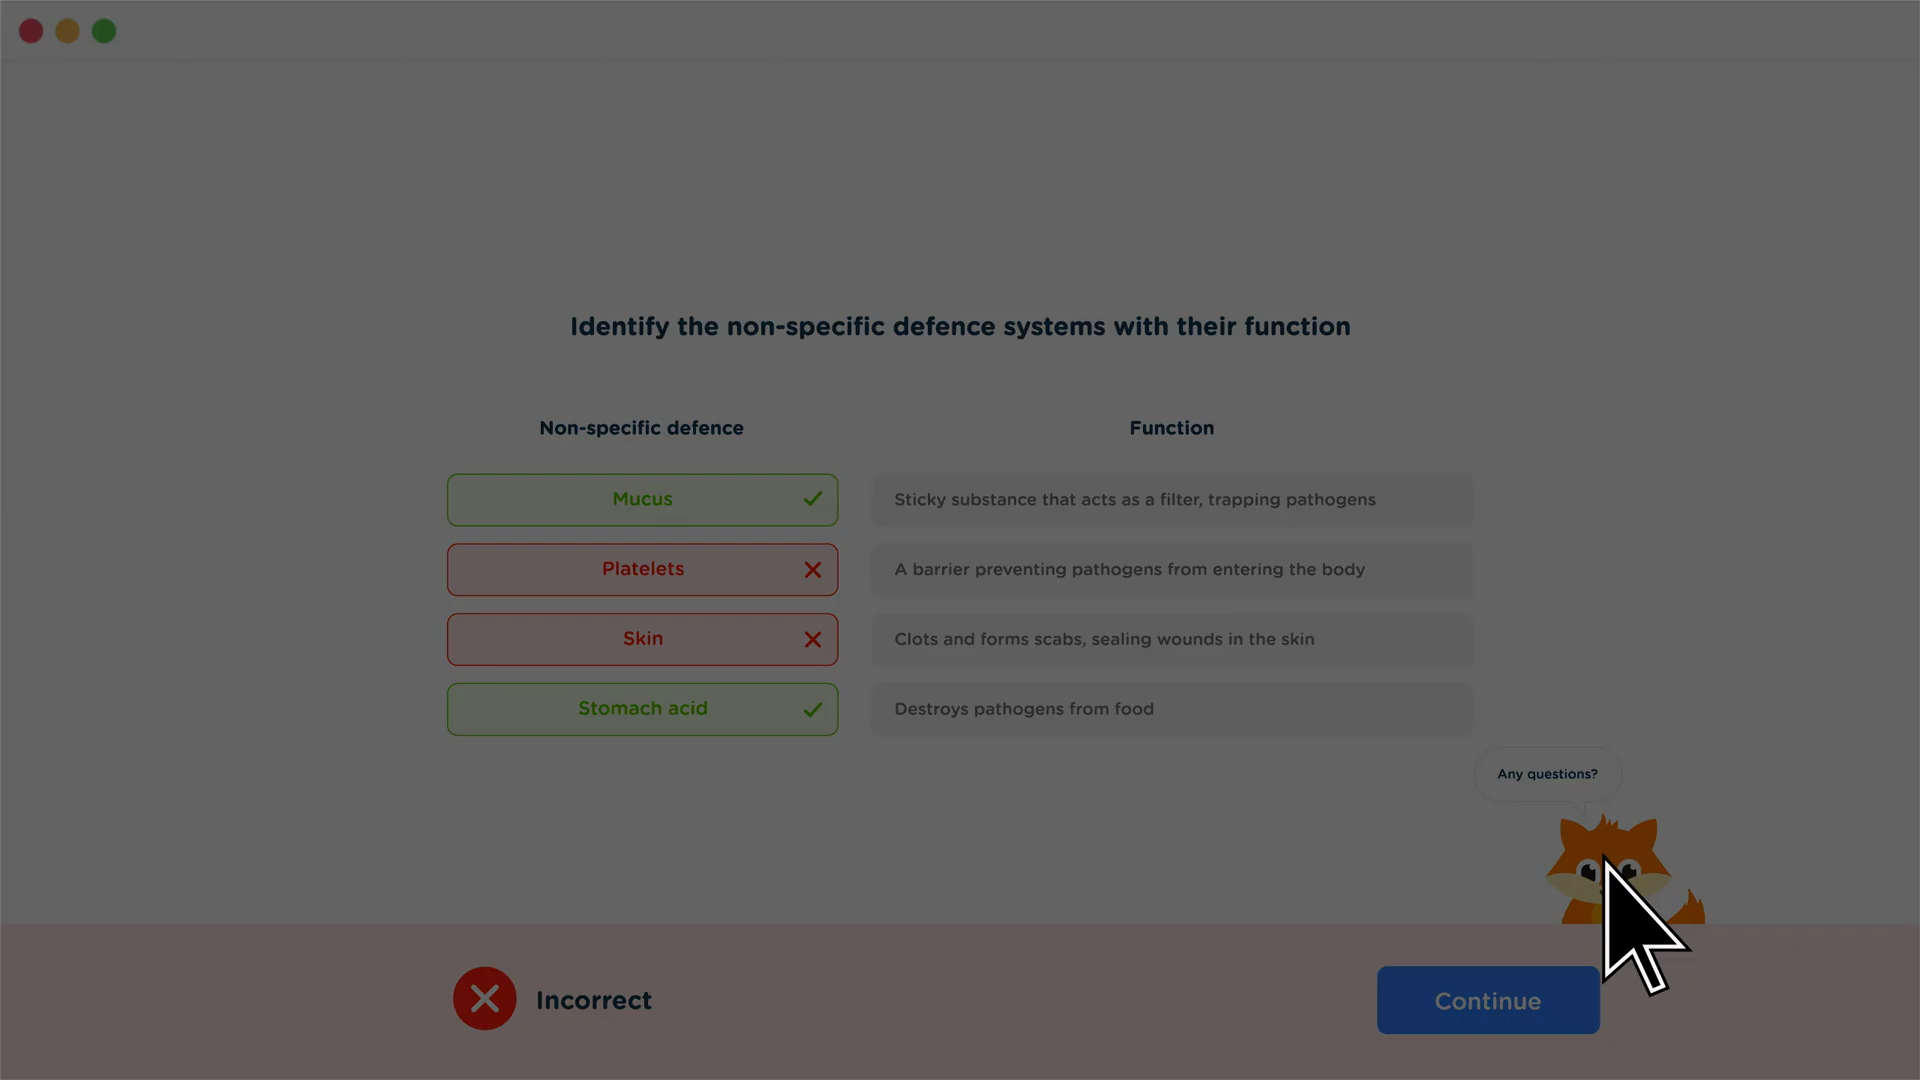 Identify the non-specific defence systems with their function
Non-specific defence
Function
Mucus
Sticky substance that acts as a filter, trapping pathogens
Platelets
A barrier preventing pathogens from entering the body
Skin
Clots and forms scabs, sealing wounds in the skin
Stomach acid
Destroys pathogens from food
Any questions?
Incorrect
Continue